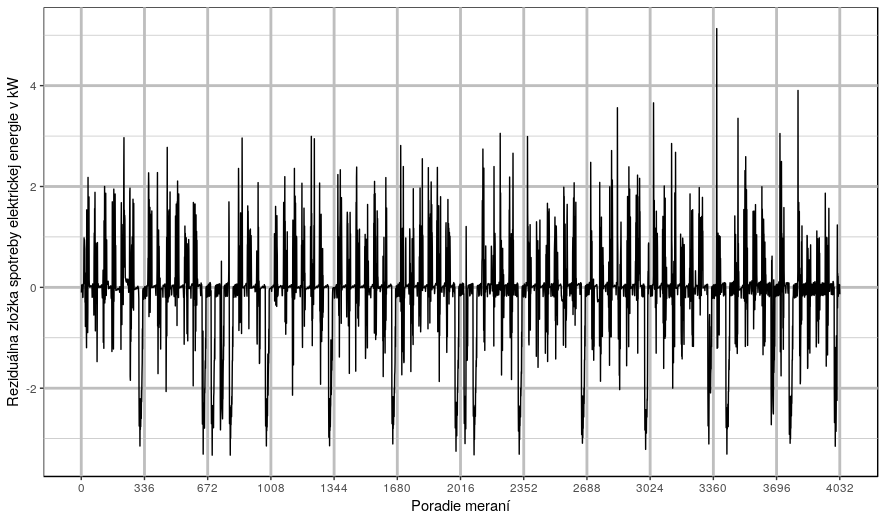 Reziduálna zložka spotreby elektrickej energie v kW
4
2
0
-2
0 336 672 1008 1344 1680 2016 2352 2688 3024 3360 3696 4032
Poradie meraní